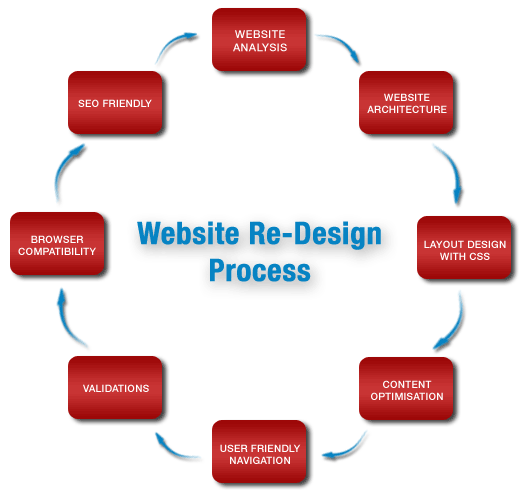 WEBSITE
ANALYSIS
WEBSITE
ARCHITECTURE
LAYOUT DESIGN
WITH CSS
CONTENT
OPTIMISATION
USER FRIENDLY
NAVIGATION
VALIDATIONS
BROWSER
COMPATIBILITY
SEO FRIENDLY
Website Re-Design
Process